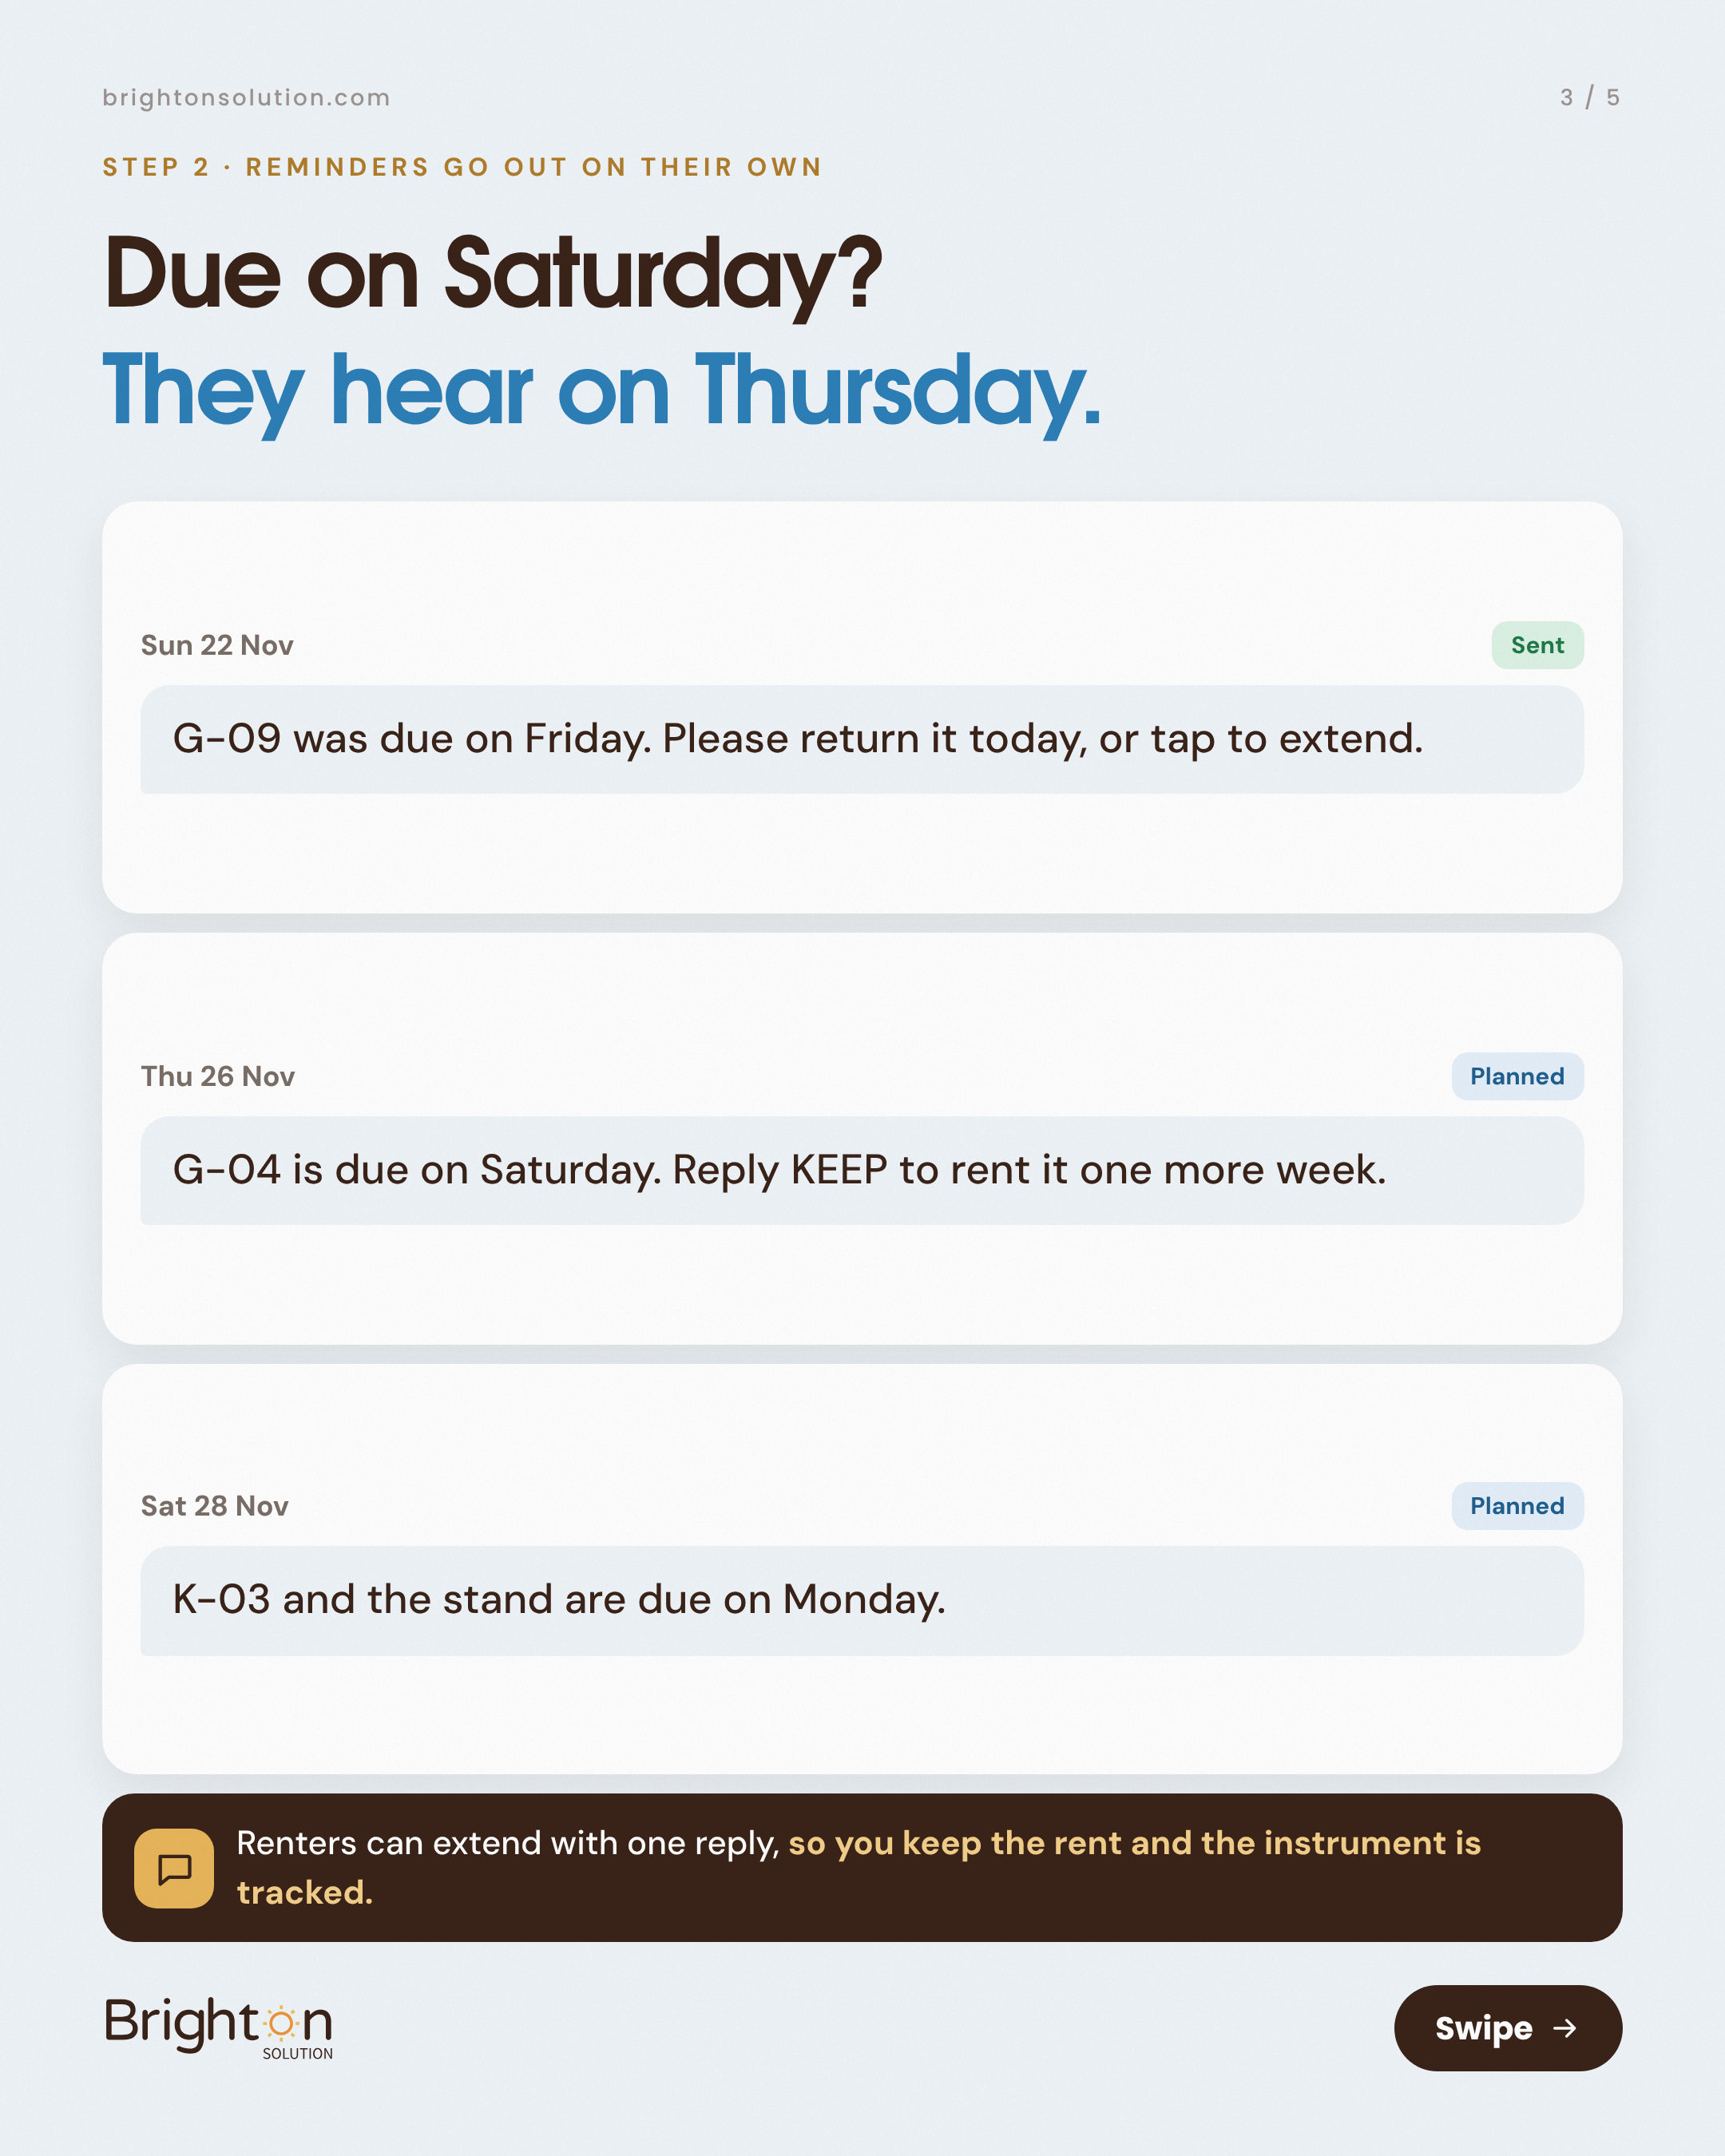 brightonsolution.com
3 / 5
STEP 2 · REMINDERS GO OUT ON THEIR OWN
Due on Saturday?
They hear on Thursday.
Sun 22 Nov
Sent
G-09 was due on Friday. Please return it today, or tap to extend.
Thu 26 Nov
Planned
G-04 is due on Saturday. Reply KEEP to rent it one more week.
Sat 28 Nov
Planned
K-03 and the stand are due on Monday.
Renters can extend with one reply, so you keep the rent and the instrument is
tracked.
Brighton
SOLUTION
Swipe →